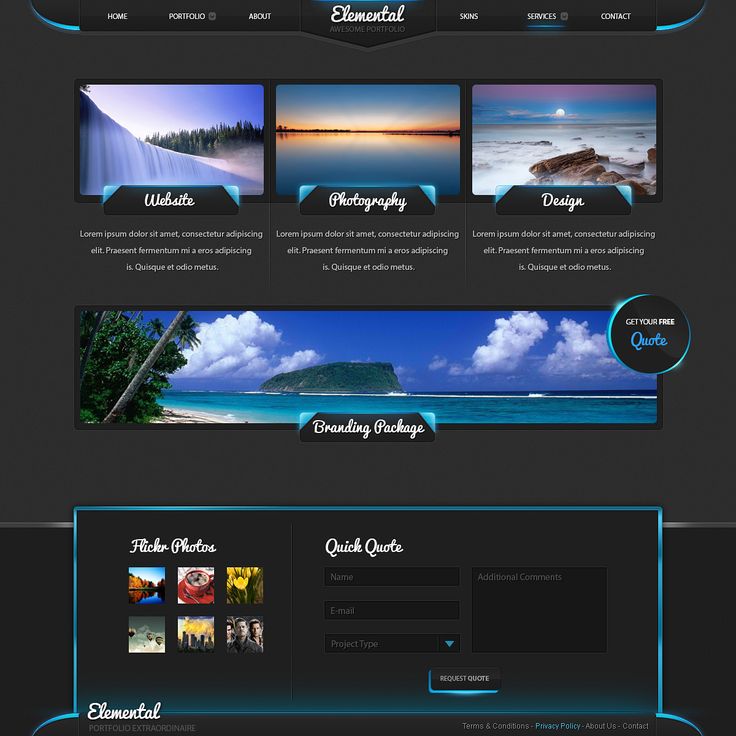 HOME
PORTFOLIO
ABOUT
Elemental
AWESOME PORTFOLIO
SKINS
SERVICES
CONTACT
Website
Lorem ipsum dolor sit amet, consectetur adipiscing
elit. Praesent fermentum mi a eros adipiscing
is. Quisque et odio metus.
Photography
Lorem ipsum dolor sit amet, consectetur adipiscing
elit. Praesent fermentum mi a eros adipiscing
is. Quisque et odio metus.
Design
Lorem ipsum dolor sit amet, consectetur adipiscing
elit. Praesent fermentum mi a eros adipiscing
is. Quisque et odio metus.
GET YOUR FREE
Quote
Branding Package
Flickr Photos
Quick Quote
Name
E-mail
Project Type
Additional Comments
REQUEST QUOTE
Elemental
PORTFOLIO EXTRAORDINAIRE
Terms & Conditions - Privacy Policy - About Us - Contact